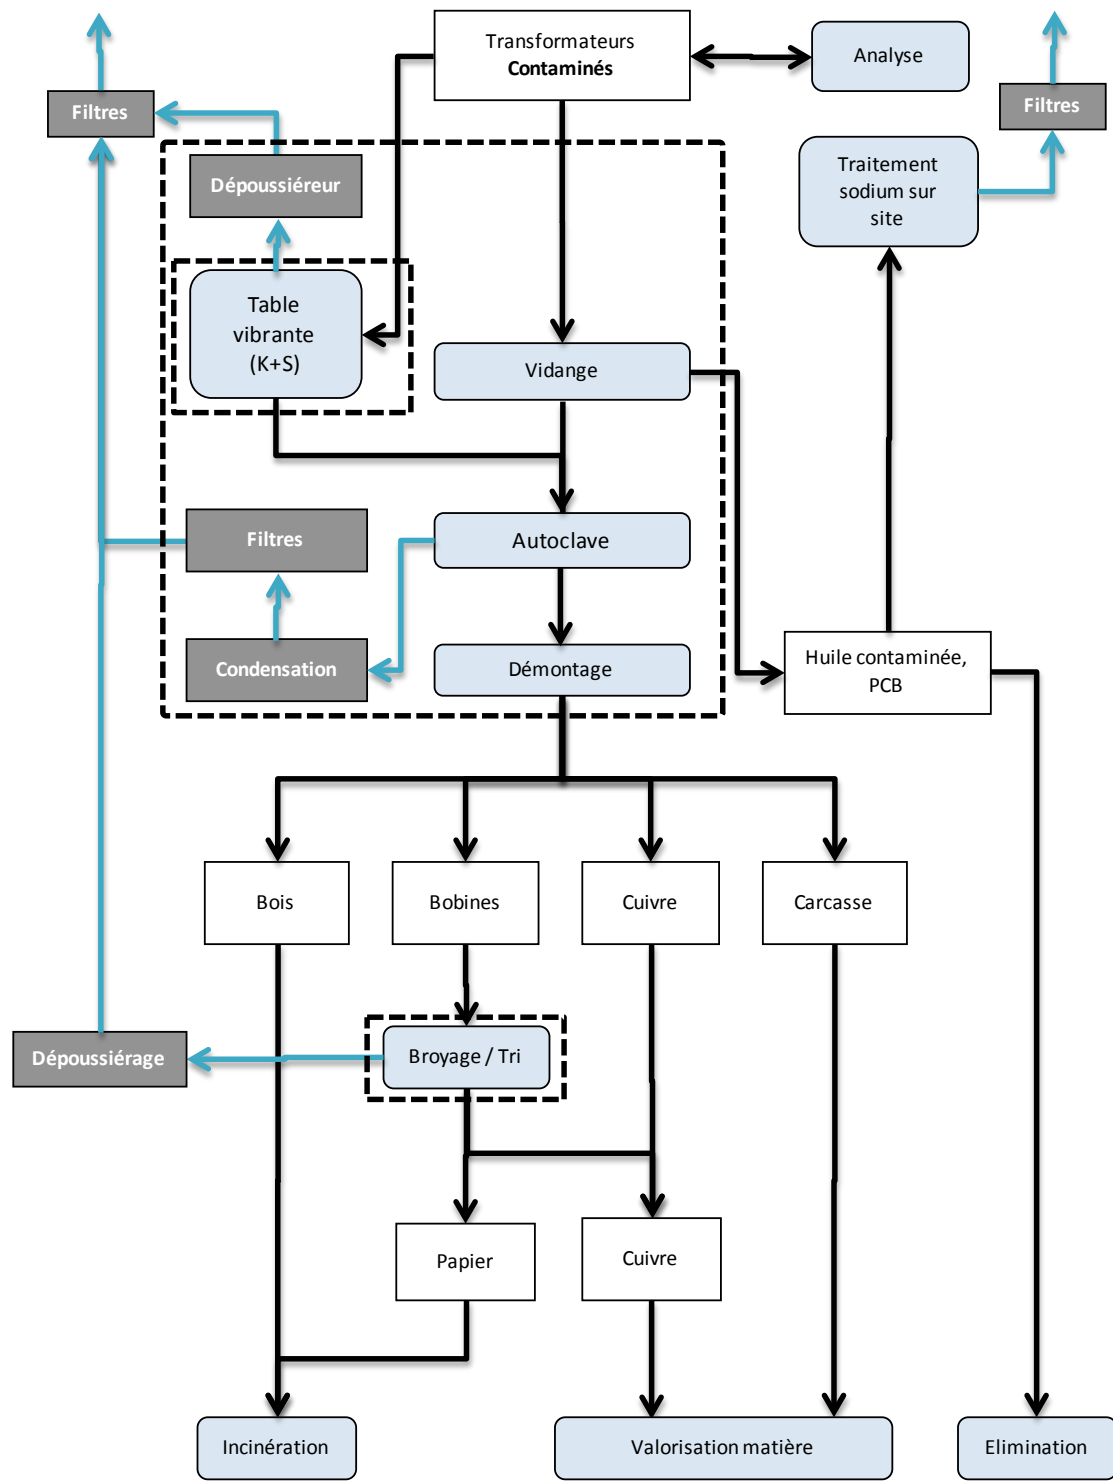 Transformateurs
Contaminés
Analyse
Filtres
Filtres
Dépoussiéreur
Traitement
sodium sur
site
Table
vibrante
(K+S)
Vidange
Filtres
Autoclave
Condensation
Démontage
Huile contaminée,
PCB
Bois
Bobines
Cuivre
Carcasse
Dépoussiérage
Broyage / Tri
Papier
Cuivre
Incinération
Valorisation matière
Elimination